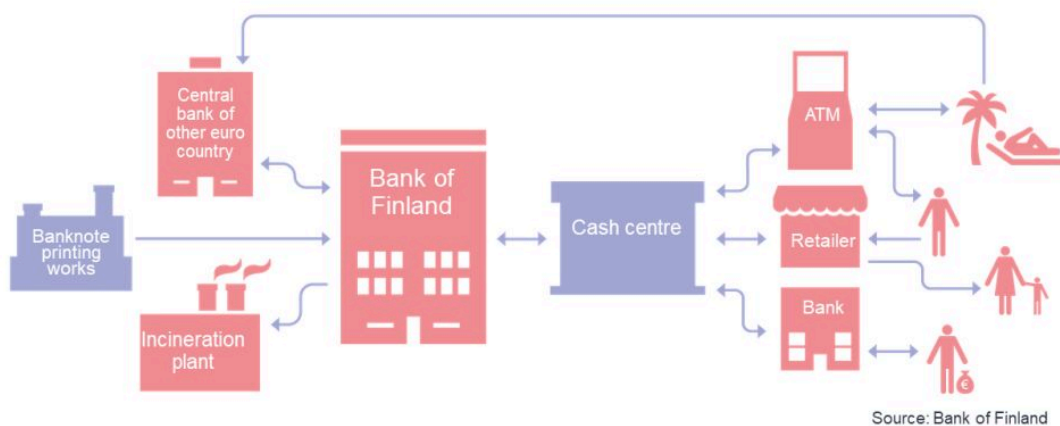 Central
bank of
other euro
country
Banknote
printing
works
Incineration
plant
Bank of
Finland
Cash centre
ATM
Retailer
Bank
€
Source: Bank of Finland